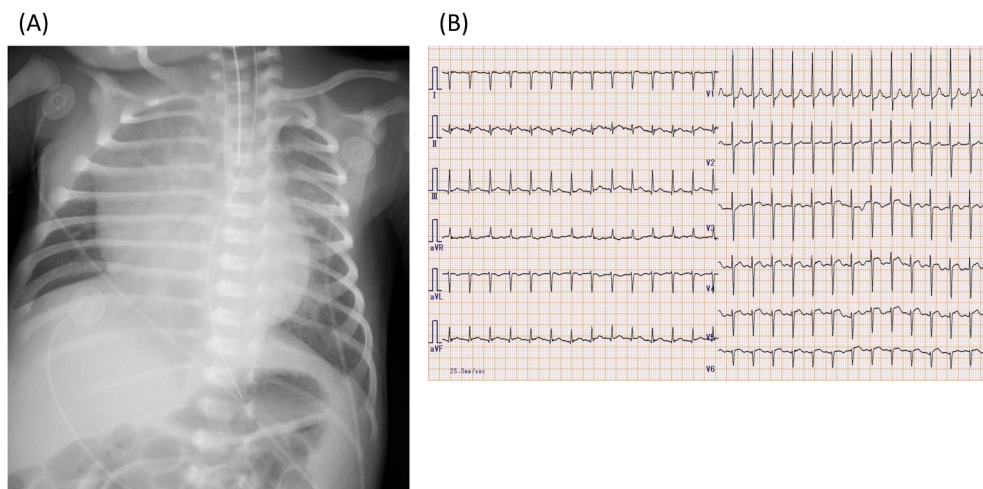 (A)
(B)
I
II
III
aVR
aVL
aVF
25.0mm/sec
V1
V2
V3
V4
V5
V6